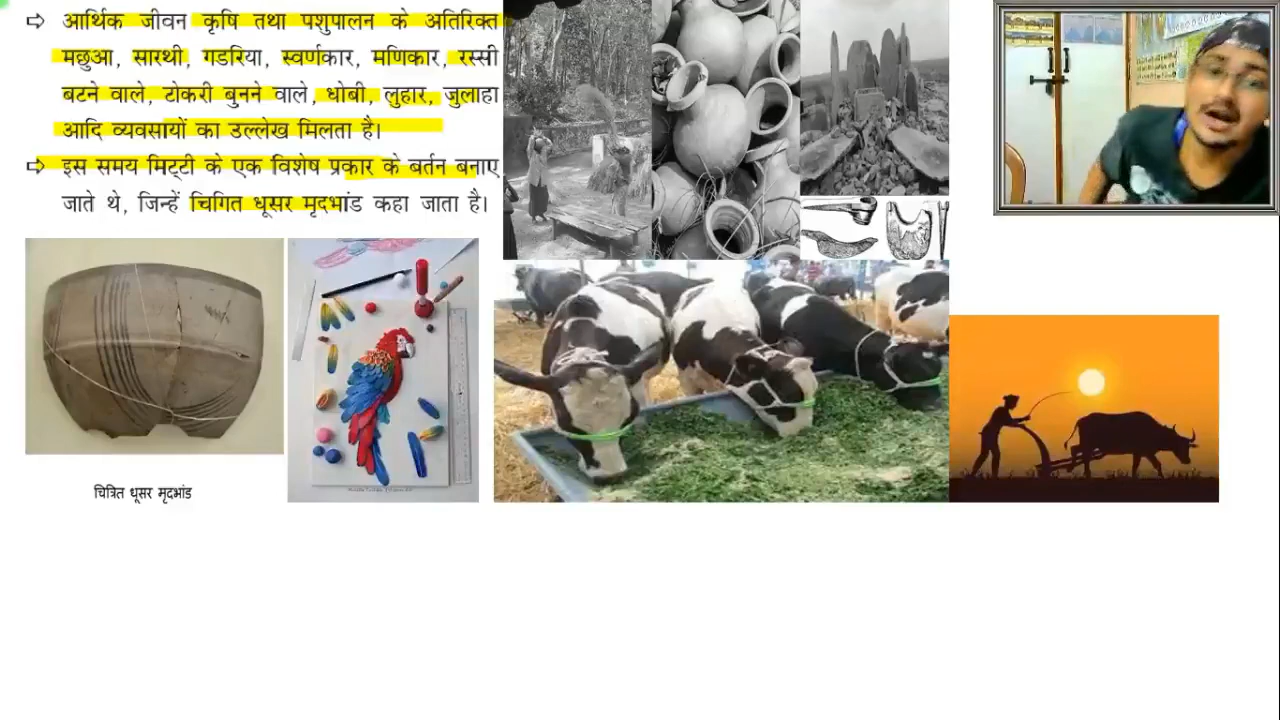 ⇨ आर्थिक जीवन कृषि तथा पशुपालन के अतिरिक्त
मछुआ, सारथी, गडरिया, स्वर्णकार, मणिकार, रस्सी
बटने वाले, टोकरी बुनने वाले, धोबी, लुहार, जुलाहा
आदि व्यवसायों का उल्लेख मिलता है।
⇨ इस समय मिट्टी के एक विशेष प्रकार के बर्तन बनाए
जाते थे, जिन्हें चिगित धूसर मृदभांड कहा जाता है।
चित्रित धूसर मृदभांड